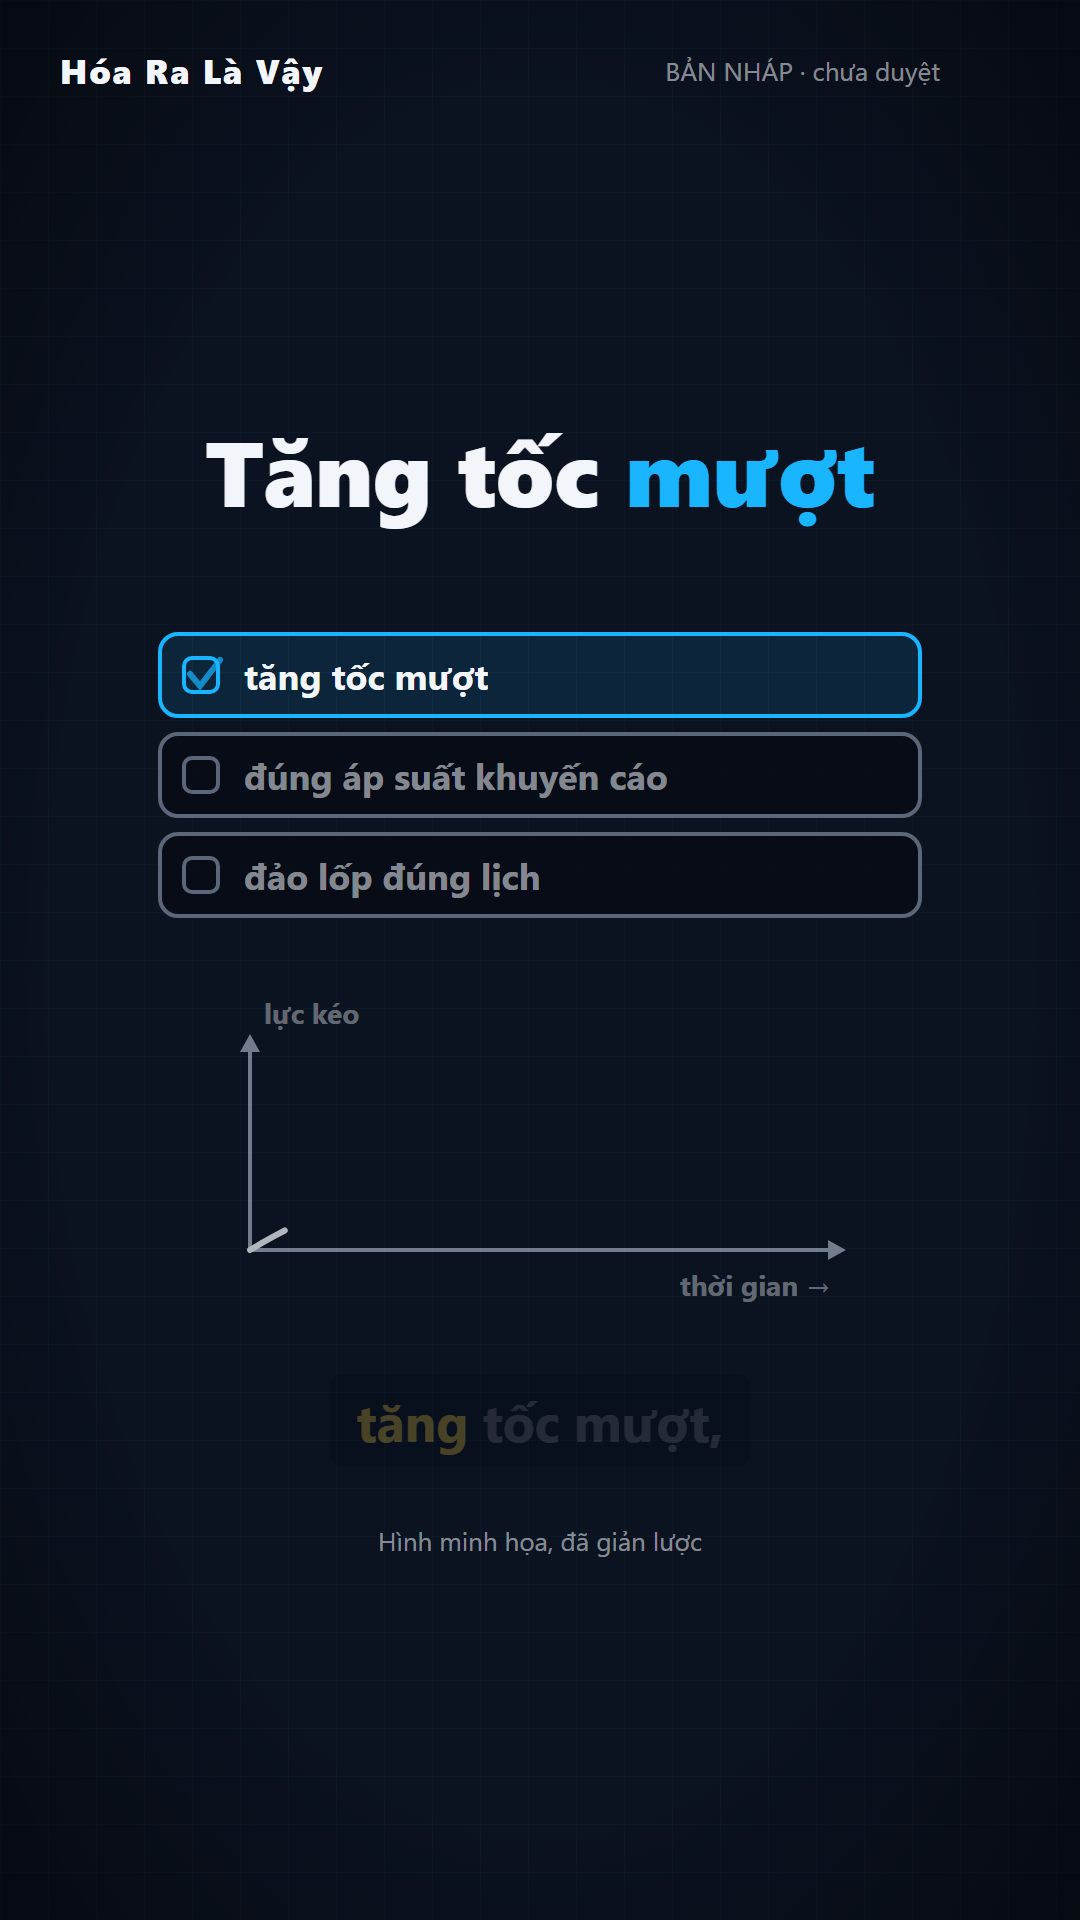 Hóa Ra Là Vậy
BẢN NHÁP · chưa duyệt
Tăng tốc mượt
tăng tốc mượt
đúng áp suất khuyến cáo
đảo lốp đúng lịch
lực kéo
thời gian →
tăng tốc mượt,
Hình minh họa, đã giản lược